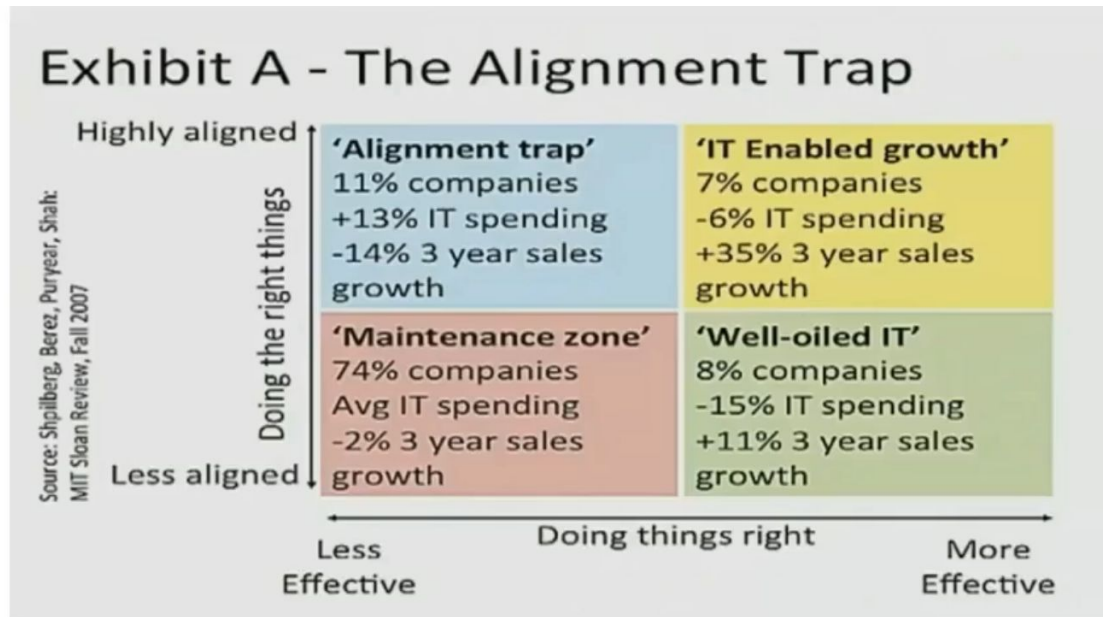 Exhibit A - The Alignment Trap
Highly aligned
Doing the right things
Less aligned
Source: Shpilberg, Berez, Puryear, Shah:
MIT Sloan Review, Fall 2007
‘Alignment trap’
11% companies
+13% IT spending
-14% 3 year sales
growth
‘IT Enabled growth’
7% companies
-6% IT spending
+35% 3 year sales
growth
‘Maintenance zone’
74% companies
Avg IT spending
-2% 3 year sales
growth
‘Well-oiled IT’
8% companies
-15% IT spending
+11% 3 year sales
growth
Doing things right
Less
Effective
More
Effective